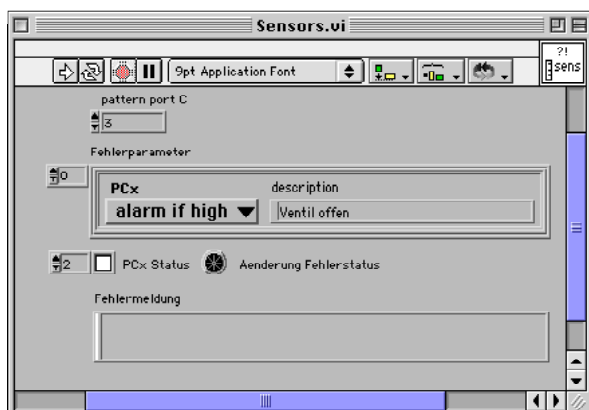 Sensors.vi
?!
sens
9pt Application Font
pattern port C
3
Fehlerparameter
0
PCx
description
alarm if high
Ventil offen
2
PCx Status
Aenderung Fehlerstatus
Fehlermeldung